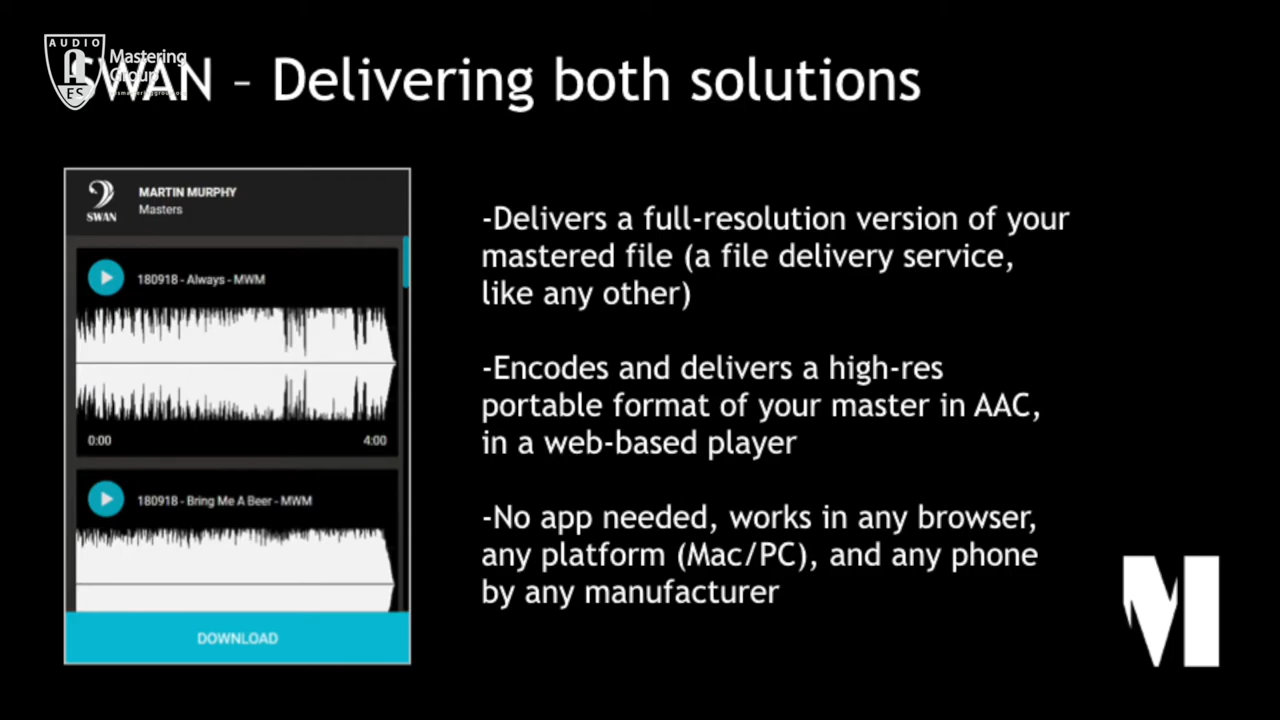 AUDIO
AES
Mastering
Group
SWAN – Delivering both solutions
SWAN
MARTIN MURPHY
Masters
180918 - Always - MWM
0:00
4:00
180918 - Bring Me A Beer - MWM
DOWNLOAD
-Delivers a full-resolution version of your
mastered file (a file delivery service,
like any other)
-Encodes and delivers a high-res
portable format of your master in AAC,
in a web-based player
-No app needed, works in any browser,
any platform (Mac/PC), and any phone
by any manufacturer
M